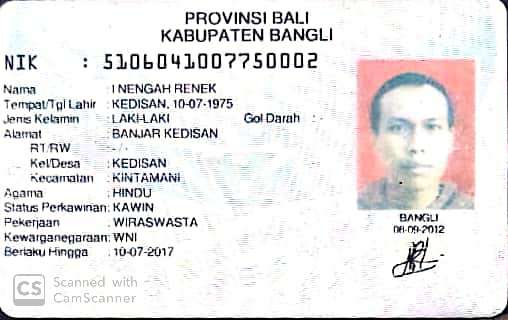 PROVINSI BALI
KABUPATEN BANGLI
NIK : 5106041007750002
Nama : I NENGAH RENEK
Tempat/Tgl Lahir : KEDISAN, 10-07-1975
Jenis Kelamin : LAKI-LAKI Gol Darah : -
Alamat : BANJAR KEDISAN
RT/RW : -/-
Kel/Desa : KEDISAN
Kecamatan : KINTAMANI
Agama : HINDU
Status Perkawinan: KAWIN
Pekerjaan : WIRASWASTA
Kewarganegaraan: WNI
Berlaku Hingga : 10-07-2017
BANGLI
06-09-2012
CS Scanned with
CamScanner